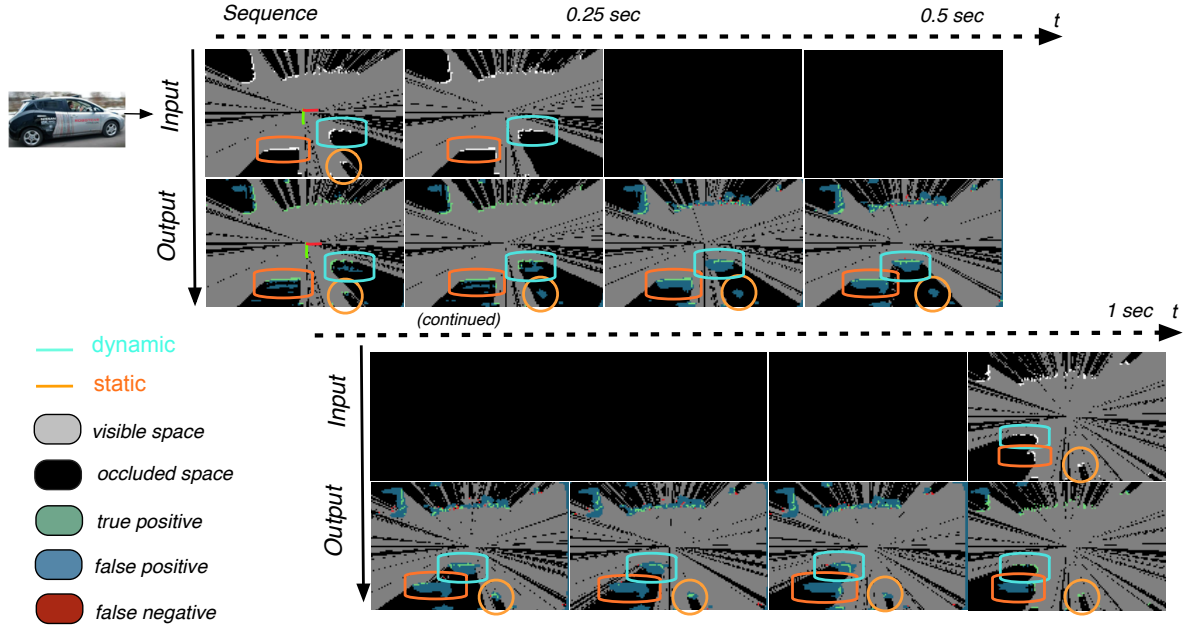 Sequence
0.25 sec
0.5 sec
t
Input
Output
(continued)
1 sec
t
Input
Output
dynamic
static
visible space
occluded space
true positive
false positive
false negative